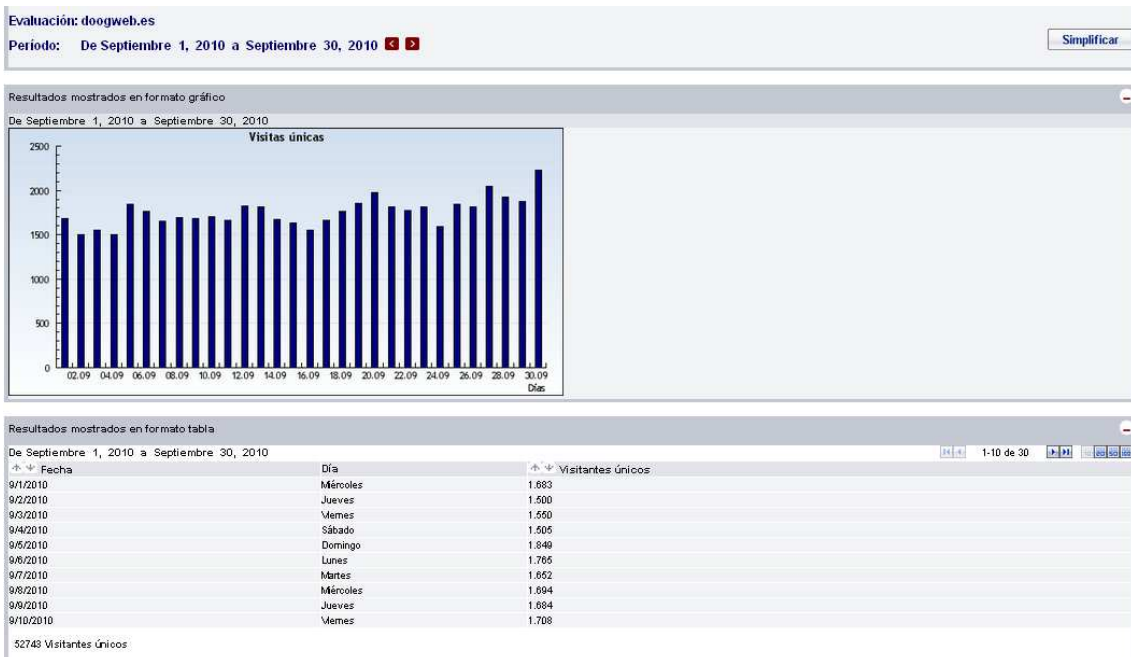 Evaluación: doogweb.es
Período: De Septiembre 1, 2010 a Septiembre 30, 2010
Simplificar
Resultados mostrados en formato gráfico
De Septiembre 1, 2010 a Septiembre 30, 2010
Visitas únicas
2500
2000
1500
1000
500
0
02.09 04.09 06.09 08.09 10.09 12.09 14.09 16.09 18.09 20.09 22.09 24.09 26.09 28.09 30.09
Días
Resultados mostrados en formato tabla
De Septiembre 1, 2010 a Septiembre 30, 2010 1-10 de 30 20 50 100
Fecha Día Visitantes únicos
9/1/2010 Miércoles 1.683
9/2/2010 Jueves 1.500
9/3/2010 Viernes 1.550
9/4/2010 Sábado 1.505
9/5/2010 Domingo 1.849
9/6/2010 Lunes 1.765
9/7/2010 Martes 1.652
9/8/2010 Miércoles 1.694
9/9/2010 Jueves 1.684
9/10/2010 Viernes 1.708
52743 Visitantes únicos